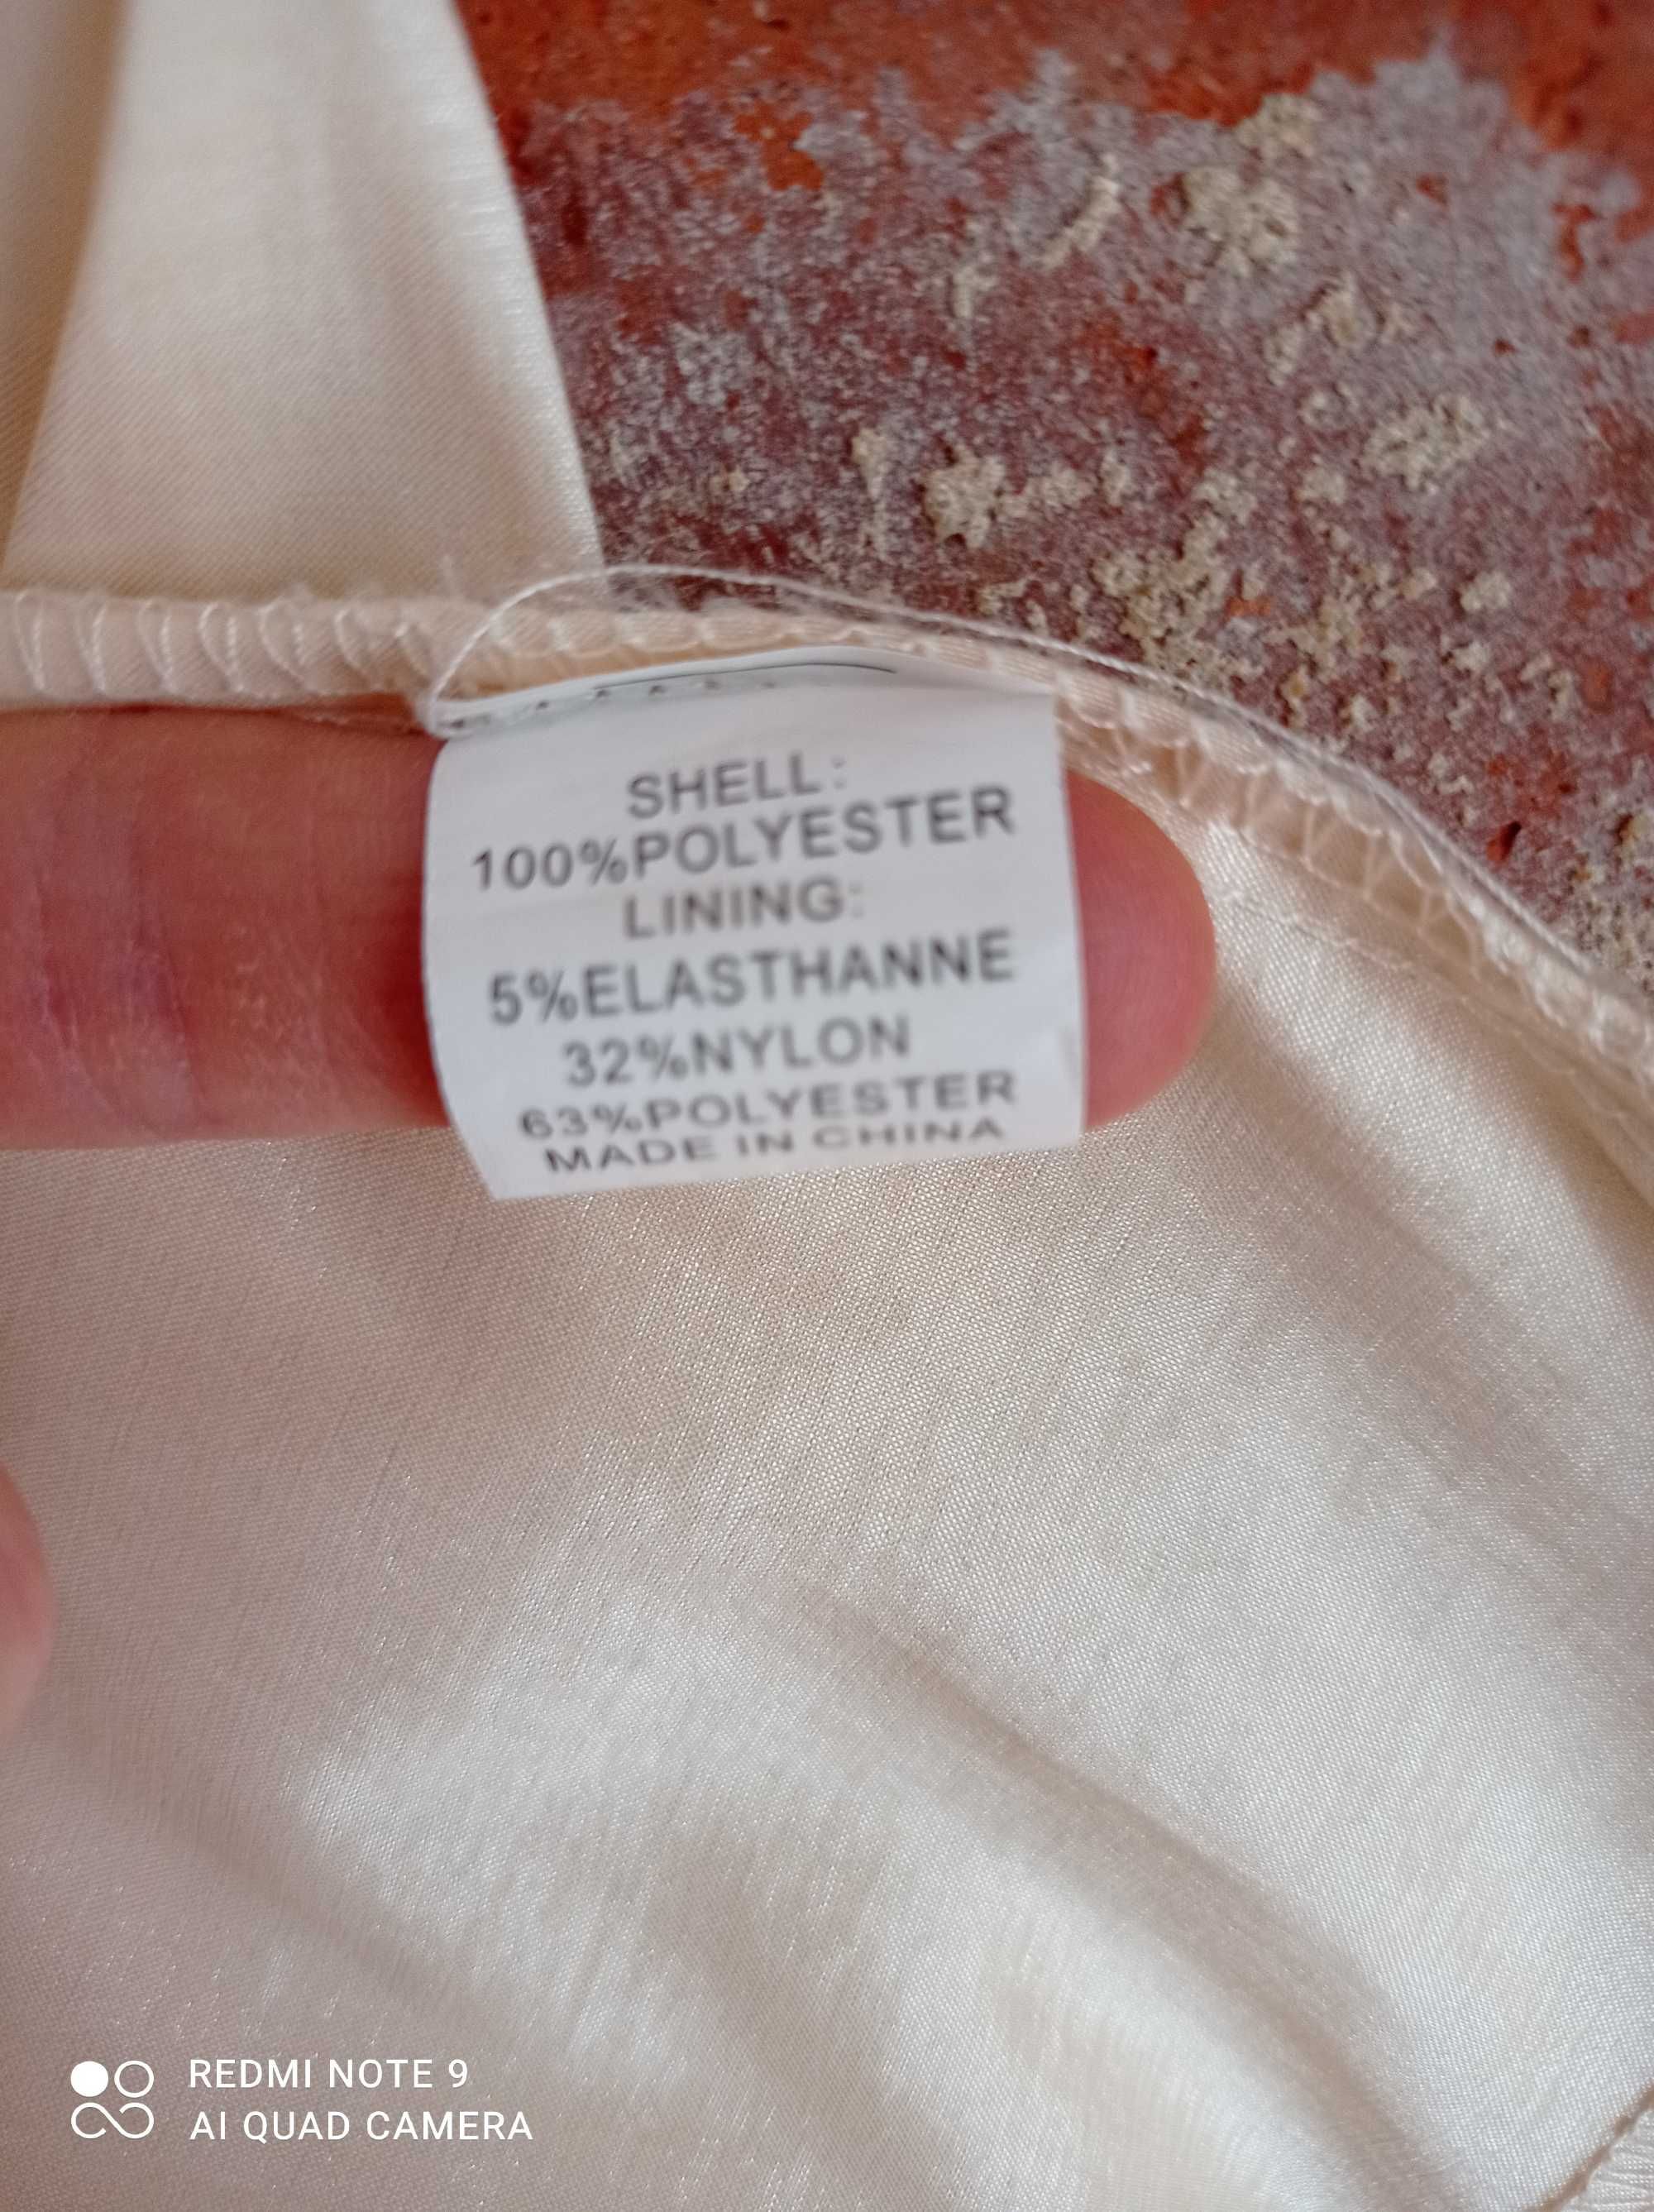 SHELL:
100%POLYESTER
LINING:
5%ELASTHANNE
32%NYLON
63%POLYESTER
MADE IN CHINA
REDMI NOTE 9
AI QUAD CAMERA